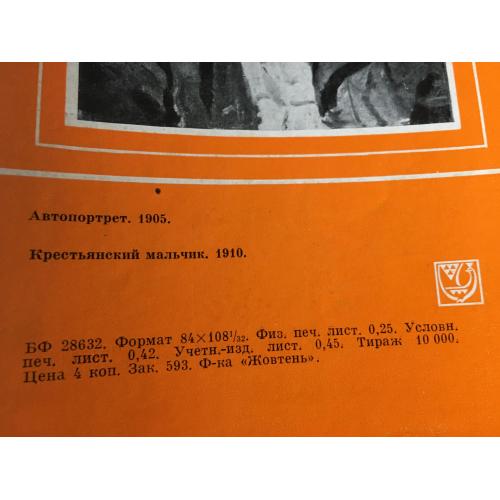 Автопортрет. 1905.
Крестьянский мальчик. 1910.
БФ 28632. Формат 84×108¹/₃₂. Физ. печ. лист. 0,25. Условн.
печ. лист. 0,42. Учетн.-изд. лист. 0,45. Тираж 10 000.
Цена 4 коп. Зак. 593. Ф-ка «Жовтень».